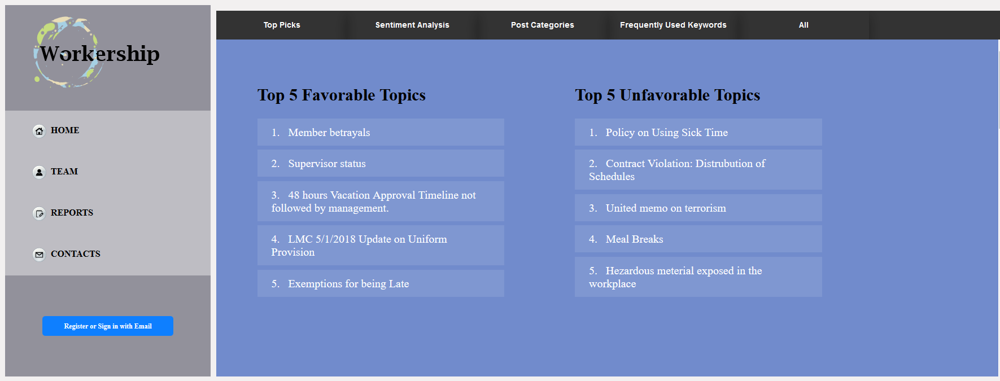 Workership
HOME
TEAM
REPORTS
CONTACTS
Register or Sign in with Email
Top Picks
Sentiment Analysis
Post Categories
Frequently Used Keywords
All
Top 5 Favorable Topics
1. Member betrayals
2. Supervisor status
3. 48 hours Vacation Approval Timeline not
followed by management.
4. LMC 5/1/2018 Update on Uniform
Provision
5. Exemptions for being Late
Top 5 Unfavorable Topics
1. Policy on Using Sick Time
2. Contract Violation: Distrubution of
Schedules
3. United memo on terrorism
4. Meal Breaks
5. Hezardous meterial exposed in the
workplace